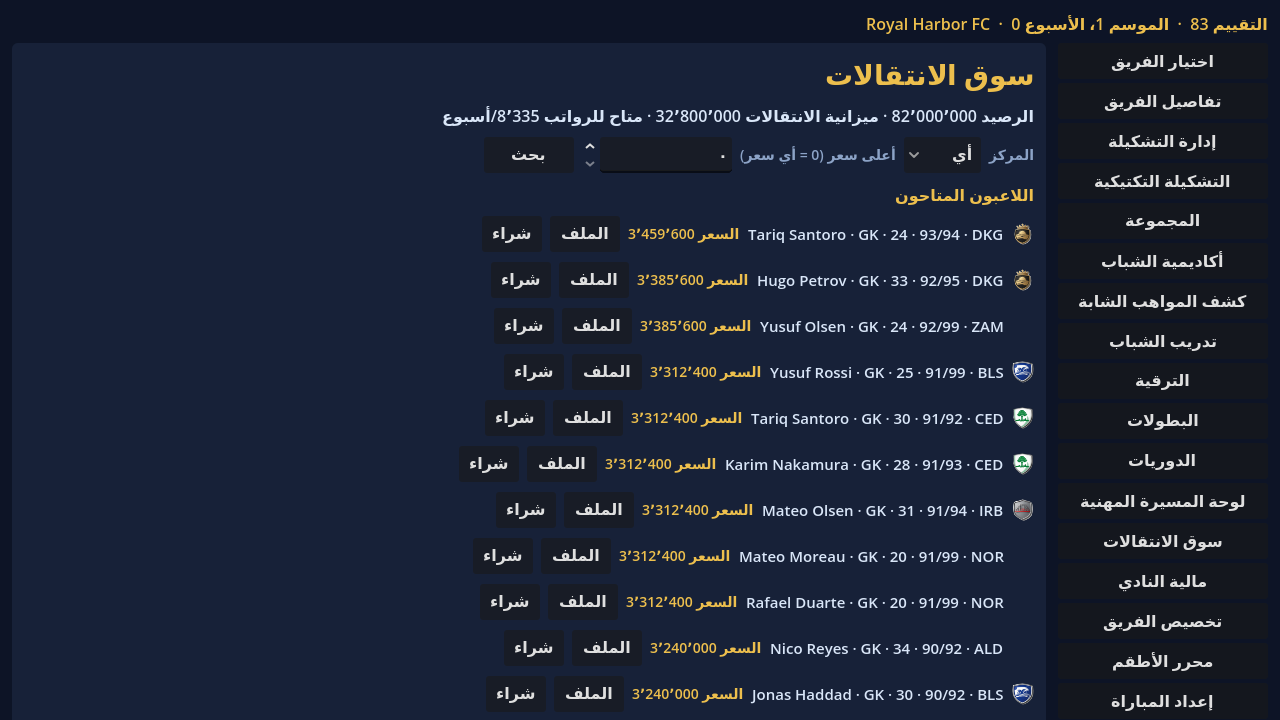 التقييم 83 · الموسم 1، الأسبوع 0 · Royal Harbor FC
اختيار الفريق
تفاصيل الفريق
إدارة التشكيلة
التشكيلة التكتيكية
المجموعة
أكاديمية الشباب
كشف المواهب الشابة
تدريب الشباب
الترقية
البطولات
الدوريات
لوحة المسيرة المهنية
سوق الانتقالات
مالية النادي
تخصيص الفريق
محرر الأطقم
إعداد المباراة
سوق الانتقالات
الرصيد 82٬000٬000 · ميزانية الانتقالات 32٬800٬000 · متاح للرواتب 8٬335/أسبوع
المركز أي أعلى سعر (0 = أي سعر) ٠ بحث
اللاعبون المتاحون
Tariq Santoro · GK · 24 · 93/94 · DKG السعر 3٬459٬600 الملف شراء
Hugo Petrov · GK · 33 · 92/95 · DKG السعر 3٬385٬600 الملف شراء
Yusuf Olsen · GK · 24 · 92/99 · ZAM السعر 3٬385٬600 الملف شراء
Yusuf Rossi · GK · 25 · 91/99 · BLS السعر 3٬312٬400 الملف شراء
Tariq Santoro · GK · 30 · 91/92 · CED السعر 3٬312٬400 الملف شراء
Karim Nakamura · GK · 28 · 91/93 · CED السعر 3٬312٬400 الملف شراء
Mateo Olsen · GK · 31 · 91/94 · IRB السعر 3٬312٬400 الملف شراء
Mateo Moreau · GK · 20 · 91/99 · NOR السعر 3٬312٬400 الملف شراء
Rafael Duarte · GK · 20 · 91/99 · NOR السعر 3٬312٬400 الملف شراء
Nico Reyes · GK · 34 · 90/92 · ALD السعر 3٬240٬000 الملف شراء
Jonas Haddad · GK · 30 · 90/92 · BLS السعر 3٬240٬000 الملف شراء